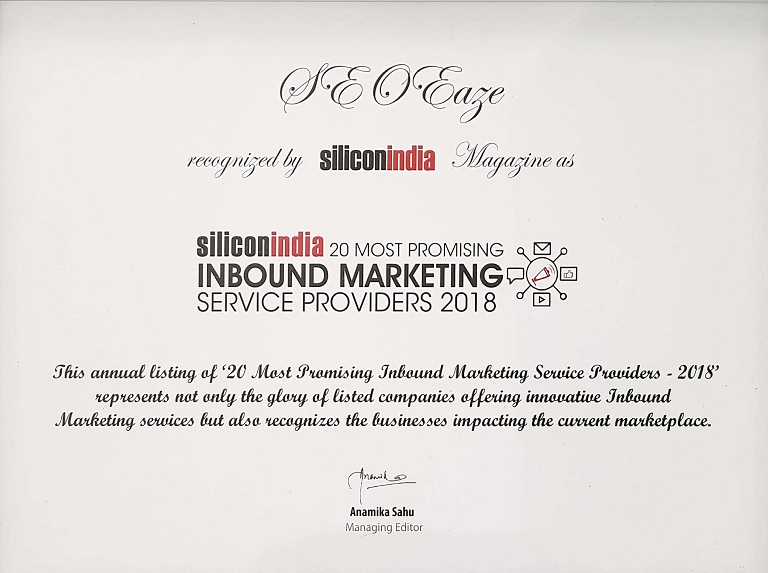 SEOEaze
recognized by siliconindia Magazine as
siliconindia 20 MOST PROMISING
INBOUND MARKETING
SERVICE PROVIDERS 2018
This annual listing of ‘20 Most Promising Inbound Marketing Service Providers - 2018’
represents not only the glory of listed companies offering innovative Inbound
Marketing services but also recognizes the businesses impacting the current marketplace.
Anamika Sahu
Managing Editor